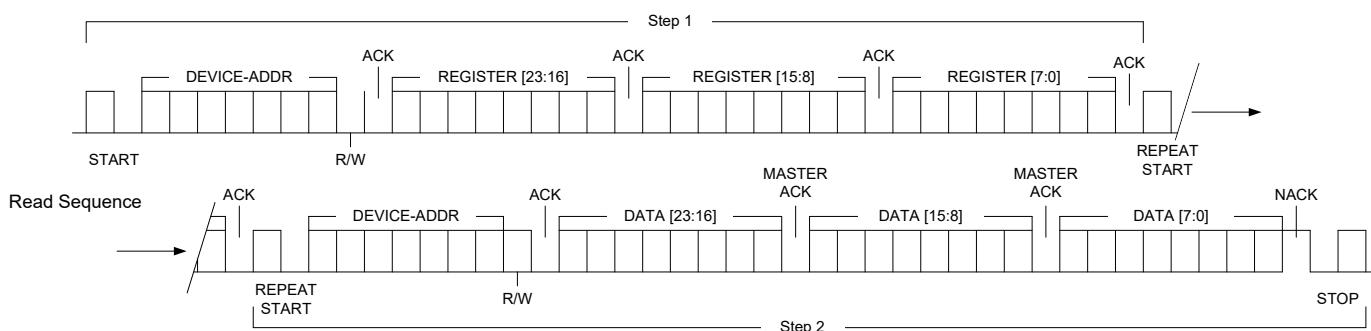 Step 1
ACK ACK ACK ACK
DEVICE-ADDR REGISTER [23:16] REGISTER [15:8] REGISTER [7:0]
START R/W REPEAT
START
MASTER MASTER
Read Sequence ACK ACK ACK ACK NACK
DEVICE-ADDR DATA [23:16] DATA [15:8] DATA [7:0]
REPEAT
START R/W STOP
Step 2